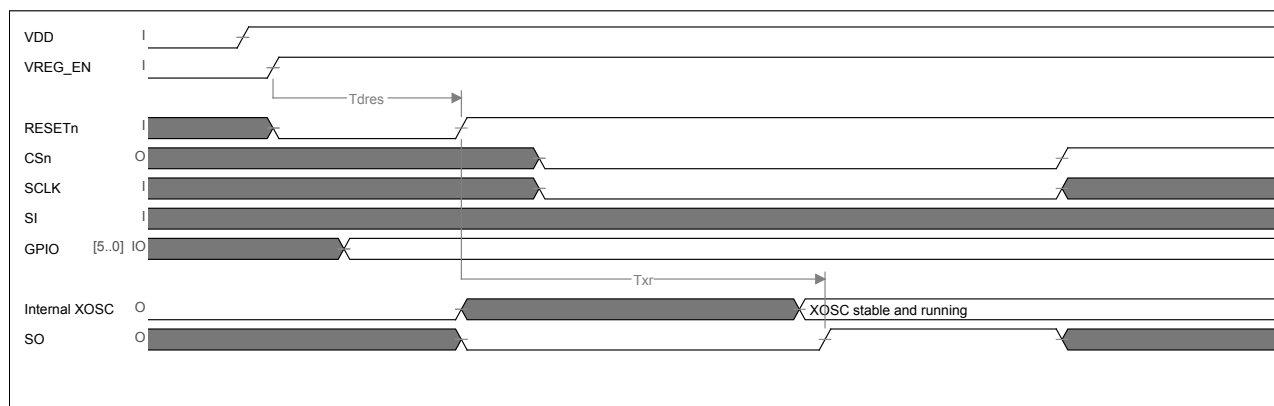 VDD I
VREG_EN I
Tdres
RESETn I
CSn O
SCLK I
SI I
GPIO [5..0] IO
Txr
Internal XOSC O XOSC stable and running
SO O